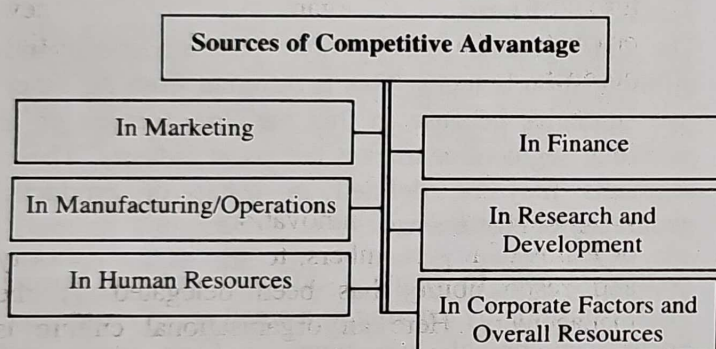 Sources of Competitive Advantage
In Marketing
In Finance
In Manufacturing/Operations
In Research and
Development
In Human Resources
In Corporate Factors and
Overall Resources